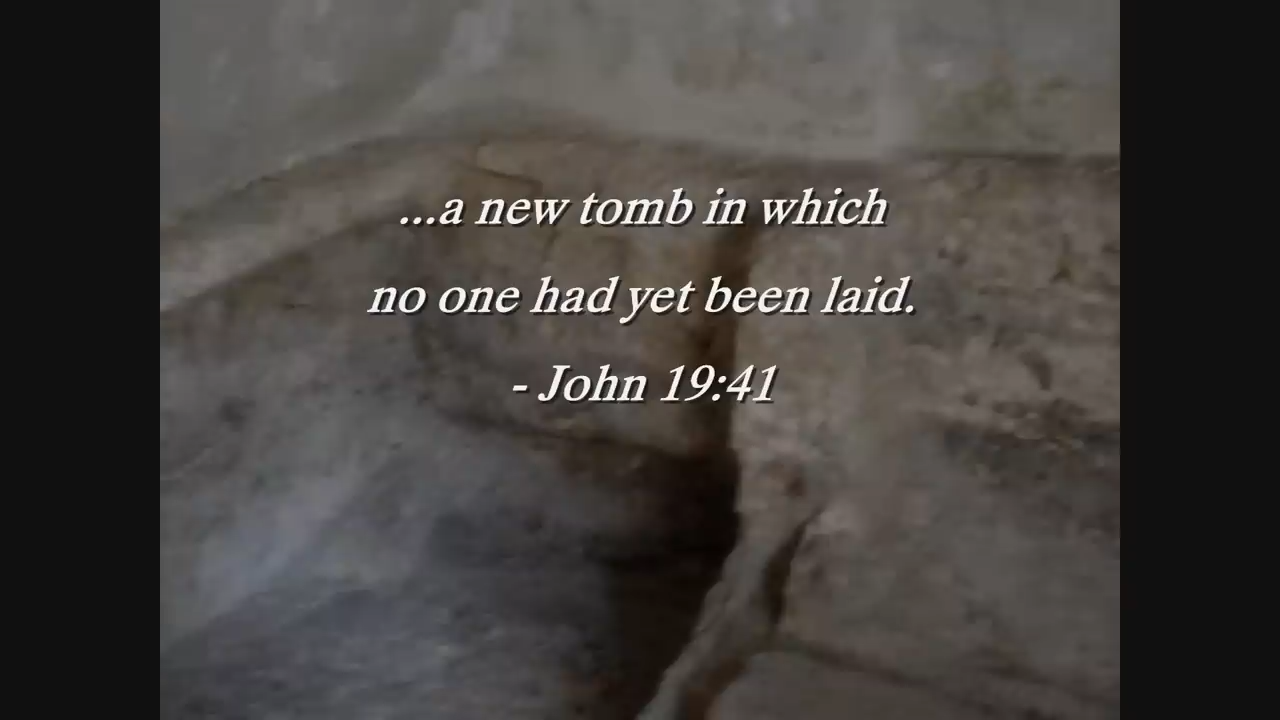 ...a new tomb in which
no one had yet been laid.
- John 19:41